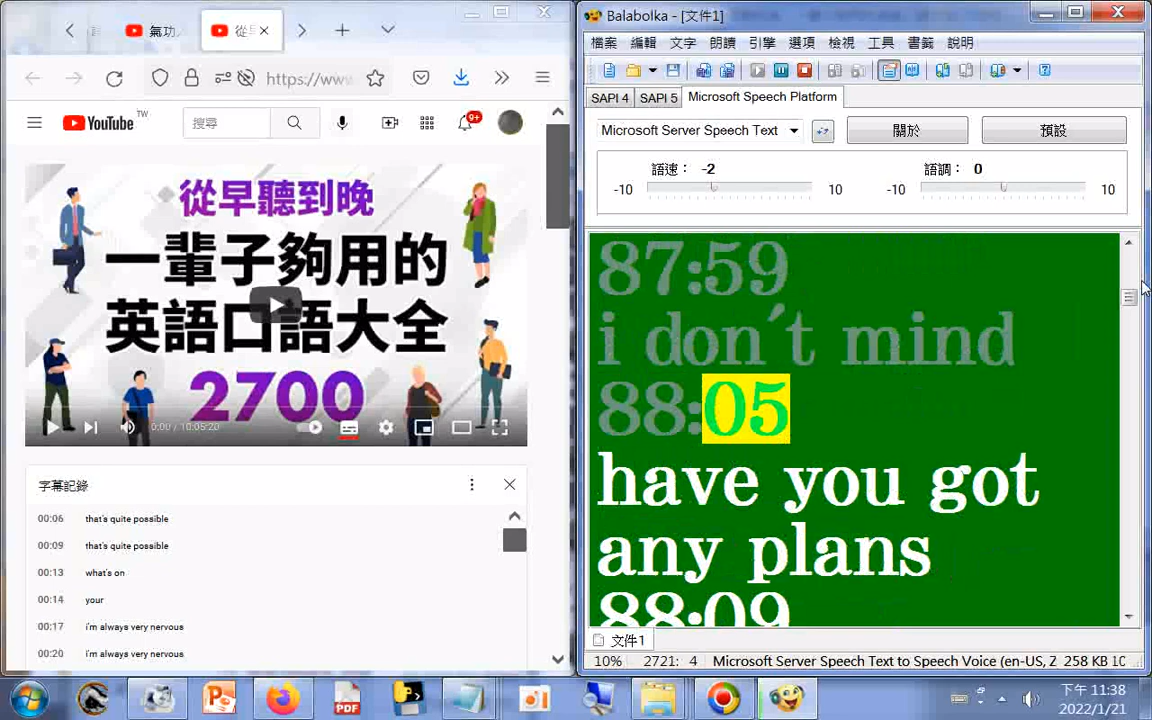 氣功
從早
https://www
YouTube TW
搜尋
9+
從早聽到晚
一輩子夠用的
英語口語大全
2700
0:00 / 10:05:20
字幕記錄
00:06 that's quite possible
00:09 that's quite possible
00:13 what's on
00:14 your
00:17 i'm always very nervous
00:20 i'm always very nervous
Balabolka - [文件1]
檔案 編輯 文字 朗讀 引擎 選項 檢視 工具 書籤 說明
SAPI 4 SAPI 5 Microsoft Speech Platform
Microsoft Server Speech Text 關於 預設
語速： -2 語調： 0
-10 10 -10 10
87:59
i don't mind
88:05
have you got
any plans
88:09
文件1
10% 2721: 4 Microsoft Server Speech Text to Speech Voice (en-US, Z 258 KB
PDF
下午 11:38
2022/1/21